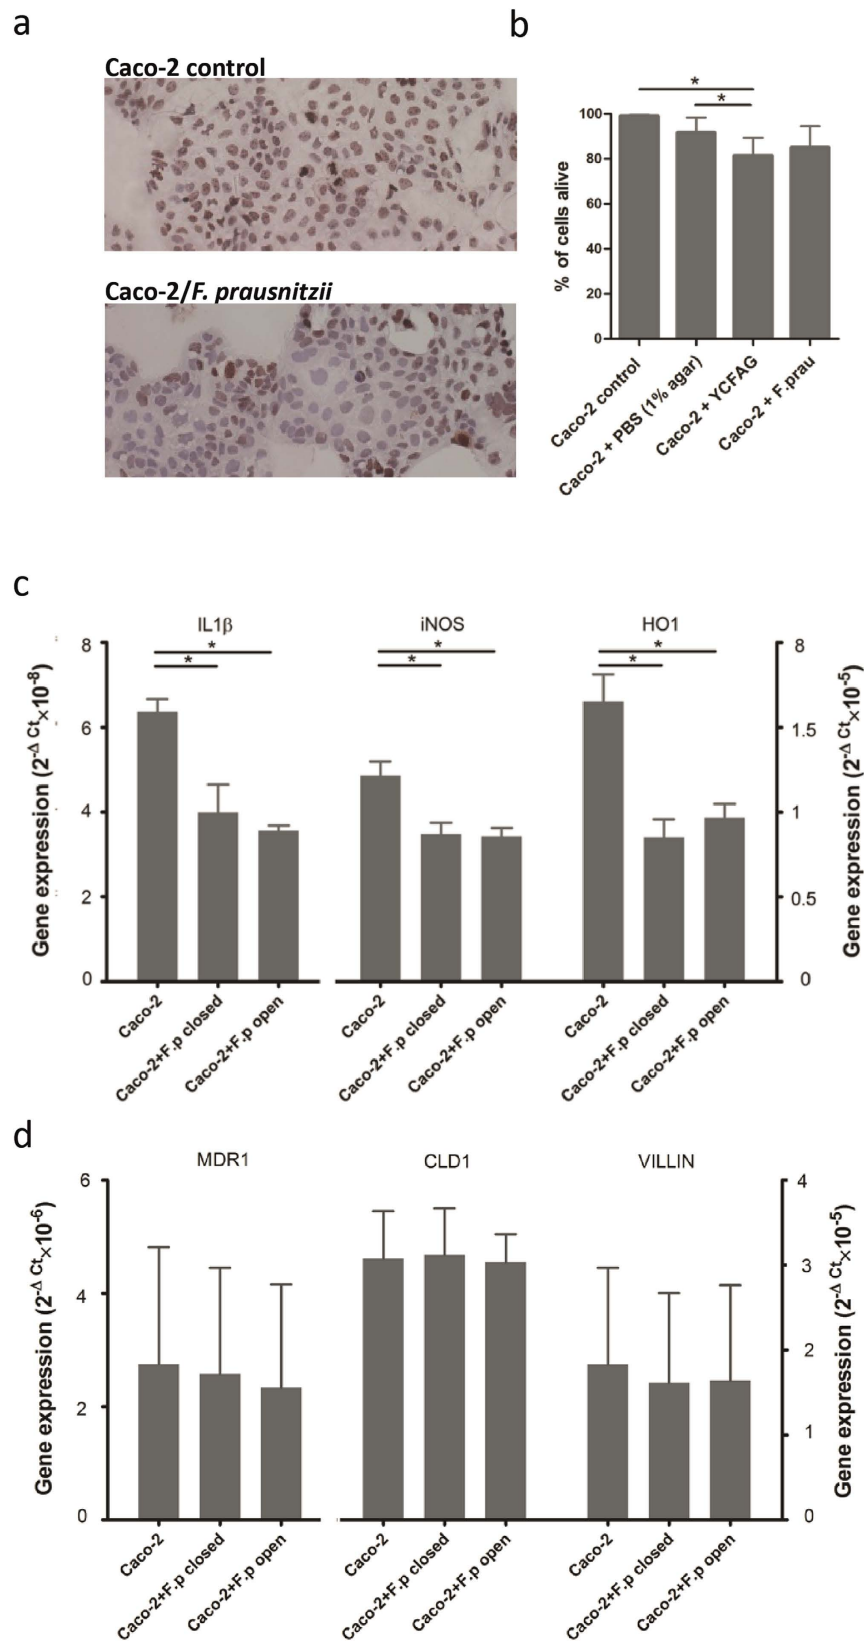 a
Caco-2 control
Caco-2/F. prausnitzii
b
* 
*
% of cells alive
100
80
60
40
20
0
Caco-2 control
Caco-2 + PBS (1% agar)
Caco-2 + YCFAG
Caco-2 + F.prau
c
IL1β
iNOS
HO1
*
*
*
*
*
*
Gene expression (2-Δ Ct×10-8)
8
6
4
2
0
8
1.5
1
0.5
0
Gene expression (2-Δ Ct×10-5)
Caco-2
Caco-2+F.p closed
Caco-2+F.p open
Caco-2
Caco-2+F.p closed
Caco-2+F.p open
Caco-2
Caco-2+F.p closed
Caco-2+F.p open
d
MDR1
CLD1
VILLIN
Gene expression (2-Δ Ct×10-6)
6
4
2
0
4
3
2
1
0
Gene expression (2-Δ Ct×10-5)
Caco-2
Caco-2+F.p closed
Caco-2+F.p open
Caco-2
Caco-2+F.p closed
Caco-2+F.p open
Caco-2
Caco-2+F.p closed
Caco-2+F.p open